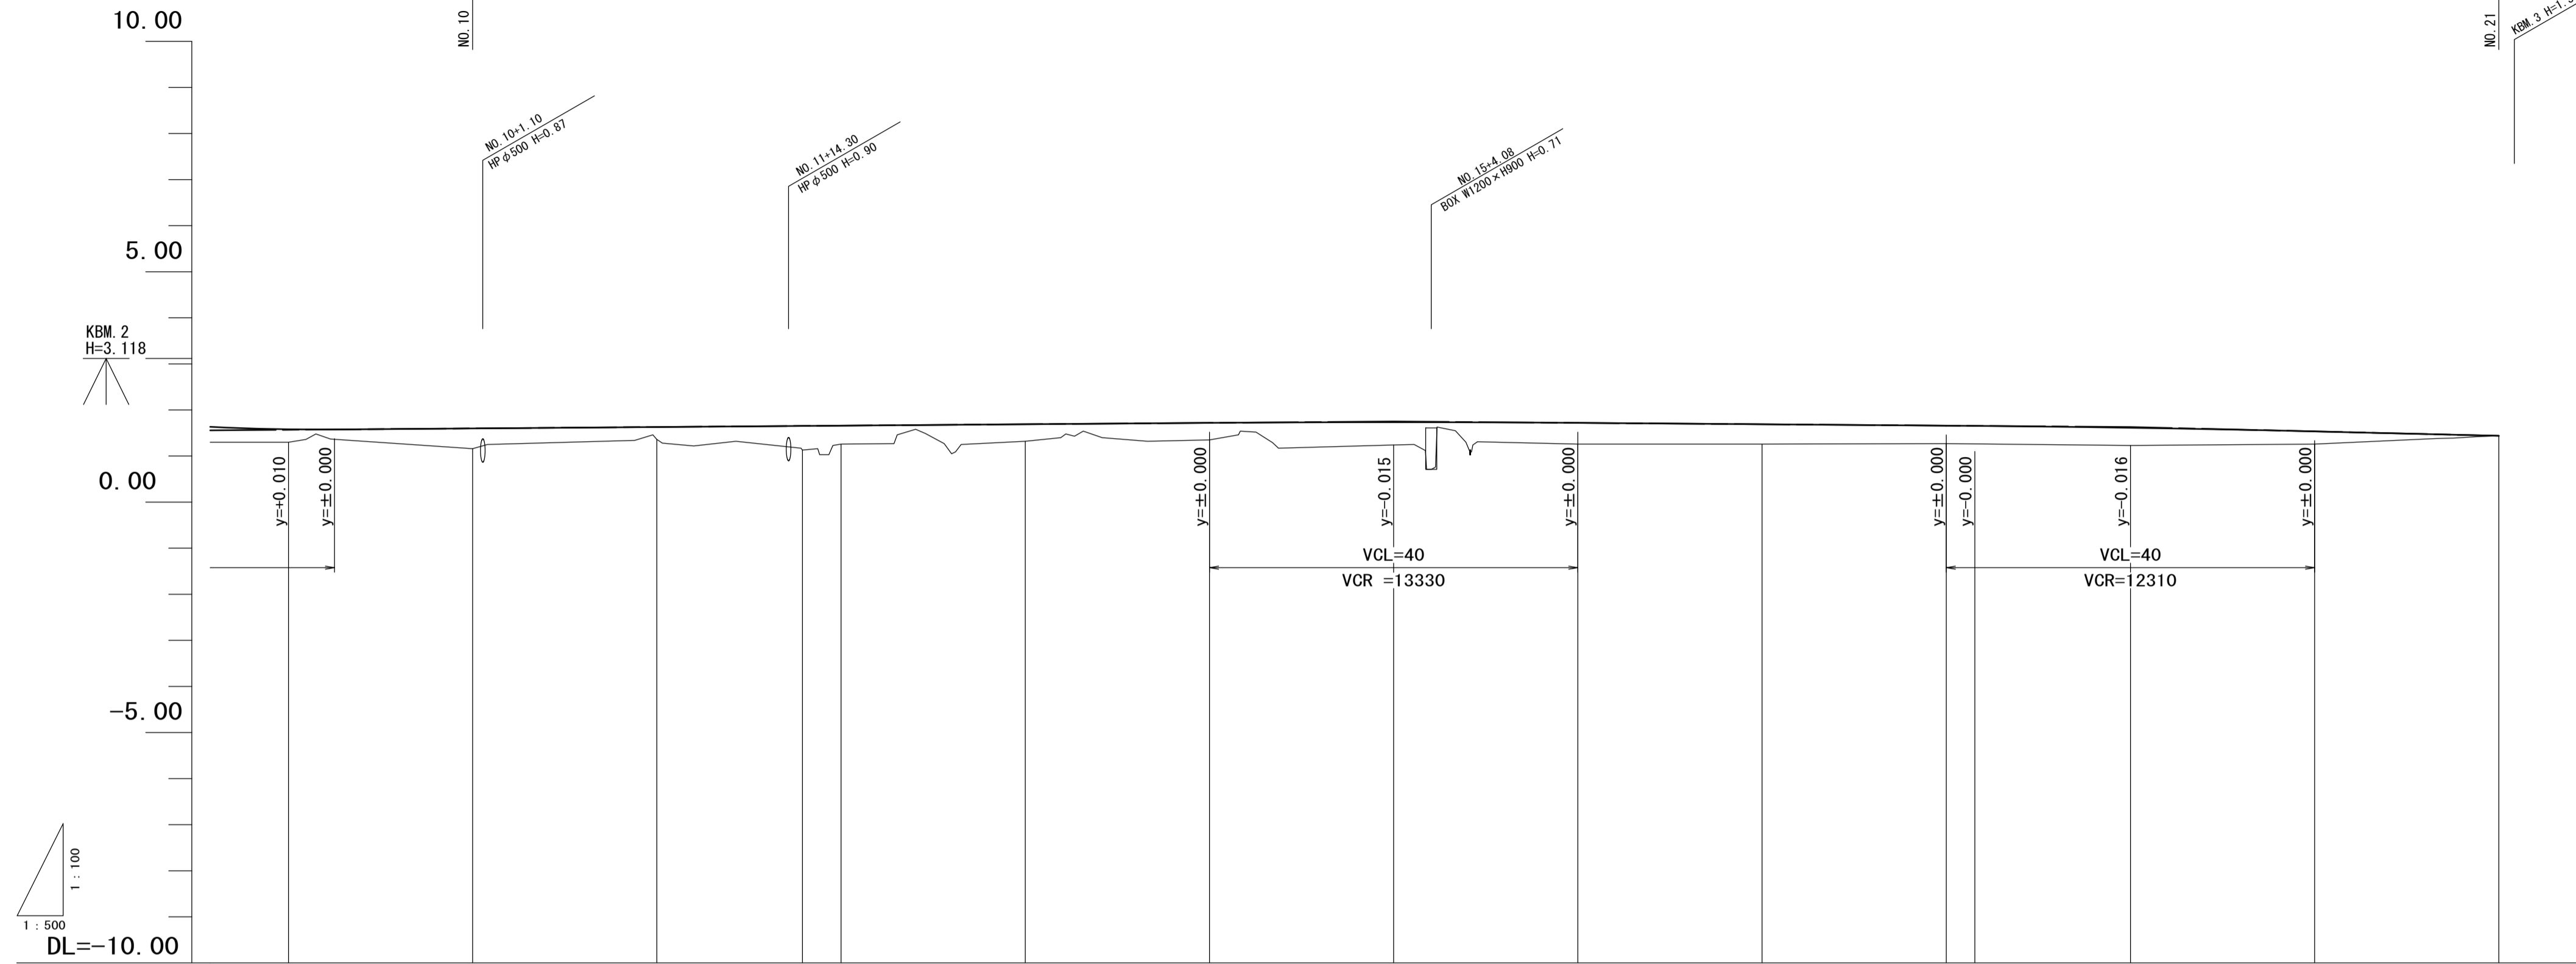 10.00
NO.10
NO.21
KBM.3 H=1.
NO.10+1.10
HPφ500 H=0.87
NO.11+14.30
HPφ500 H=0.90
NO.15+4.08
BOX W1200×H900 H=0.71
5.00
KBM.2
H=3.118
0.00
y=+0.010
y=±0.000
y=±0.000
y=-0.015
y=±0.000
y=±0.000
y=-0.000
y=-0.016
y=±0.000
VCL=40
VCR =13330
VCL=40
VCR=12310
-5.00
1:100
1:500
DL=-10.00